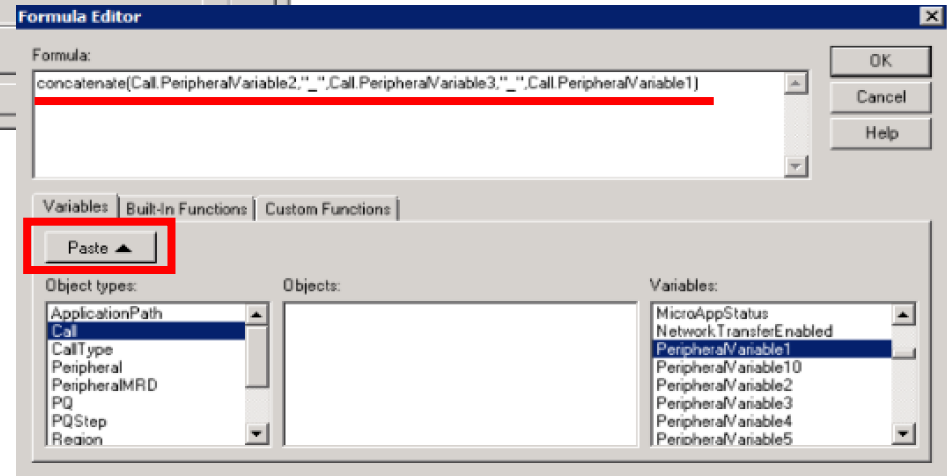 Formula Editor
Formula:
OK
concatenate(Call.PeripheralVariable2,"_",Call.PeripheralVariable3,"_",Call.PeripheralVariable1)
Cancel
Help
Variables Built-In Functions Custom Functions
Paste
Object types: Objects: Variables:
ApplicationPath MicroAppStatus
Call NetworkTransferEnabled
CallType PeripheralVariable1
Peripheral PeripheralVariable10
PeripheralMRD PeripheralVariable2
PQ PeripheralVariable3
PQStep PeripheralVariable4
Region PeripheralVariable5